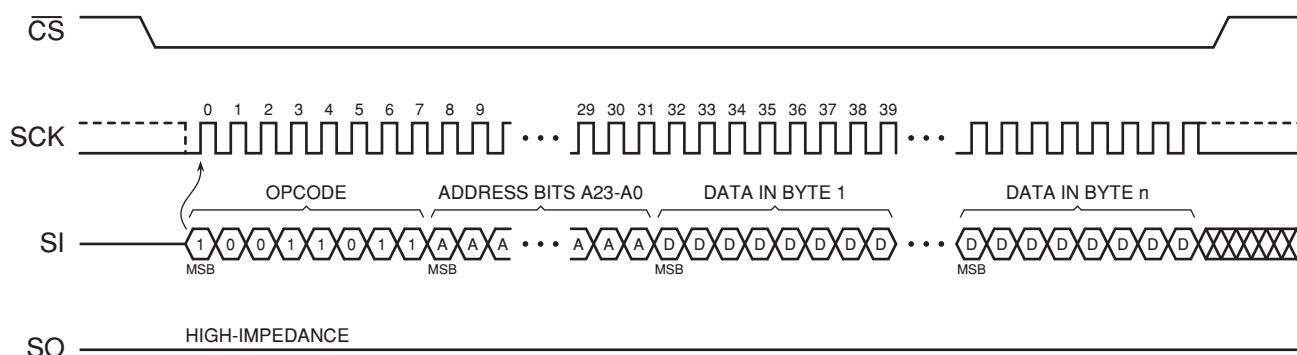 CS
0 1 2 3 4 5 6 7 8 9 29 30 31 32 33 34 35 36 37 38 39
SCK
OPCODE ADDRESS BITS A23-A0 DATA IN BYTE 1 DATA IN BYTE n
SI 1 0 0 1 1 0 1 1 A A A A A A D D D D D D D D D D D D D D D D
MSB MSB MSB MSB
HIGH-IMPEDANCE
SO